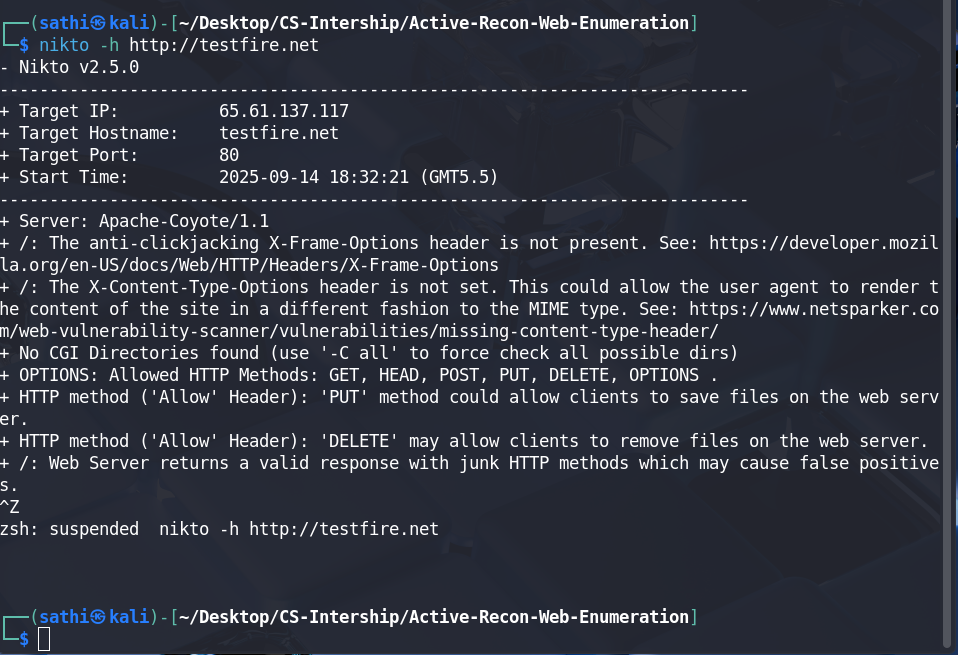 ┌──(sathi㉿kali)-[~/Desktop/CS-Intership/Active-Recon-Web-Enumeration]
└─$ nikto -h http://testfire.net
- Nikto v2.5.0
---------------------------------------------------------------------------
+ Target IP:          65.61.137.117
+ Target Hostname:    testfire.net
+ Target Port:        80
+ Start Time:         2025-09-14 18:32:21 (GMT5.5)
---------------------------------------------------------------------------
+ Server: Apache-Coyote/1.1
+ /: The anti-clickjacking X-Frame-Options header is not present. See: https://developer.mozil
la.org/en-US/docs/Web/HTTP/Headers/X-Frame-Options
+ /: The X-Content-Type-Options header is not set. This could allow the user agent to render t
he content of the site in a different fashion to the MIME type. See: https://www.netsparker.co
m/web-vulnerability-scanner/vulnerabilities/missing-content-type-header/
+ No CGI Directories found (use '-C all' to force check all possible dirs)
+ OPTIONS: Allowed HTTP Methods: GET, HEAD, POST, PUT, DELETE, OPTIONS .
+ HTTP method ('Allow' Header): 'PUT' method could allow clients to save files on the web serv
er.
+ HTTP method ('Allow' Header): 'DELETE' may allow clients to remove files on the web server.
+ /: Web Server returns a valid response with junk HTTP methods which may cause false positive
s.
^Z
zsh: suspended  nikto -h http://testfire.net
┌──(sathi㉿kali)-[~/Desktop/CS-Intership/Active-Recon-Web-Enumeration]
└─$